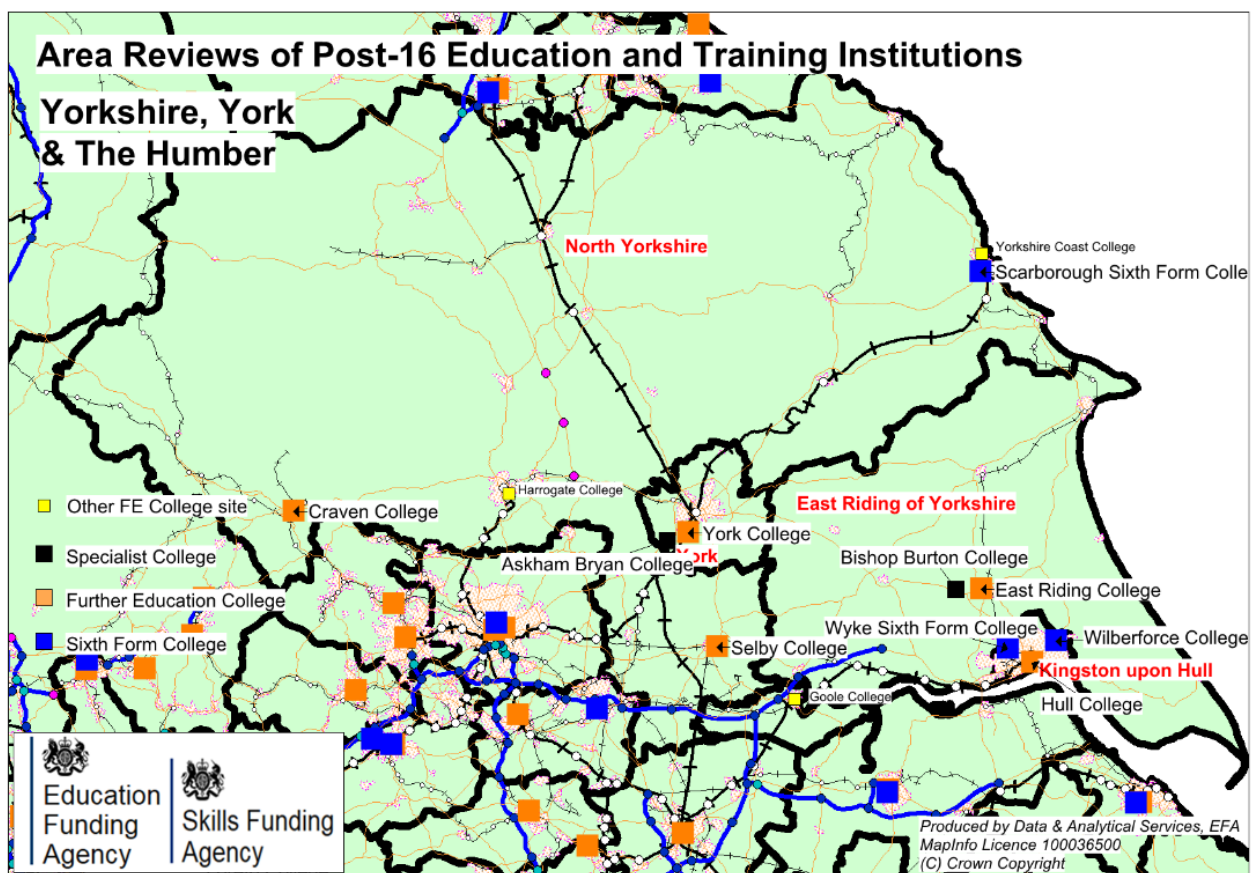 Area Reviews of Post-16 Education and Training Institutions
Yorkshire, York
& The Humber
North Yorkshire
Yorkshire Coast College
Scarborough Sixth Form Colle
Harrogate College
East Riding of Yorkshire
Other FE College site
Craven College
York College
York
Specialist College
Askham Bryan College
Bishop Burton College
East Riding College
Further Education College
Wyke Sixth Form College
Wilberforce College
Sixth Form College
Selby College
Kingston upon Hull
Goole College
Hull College
Education
Funding
Agency
Skills Funding
Agency
Produced by Data & Analytical Services, EFA
MapInfo Licence 100036500
(C) Crown Copyright